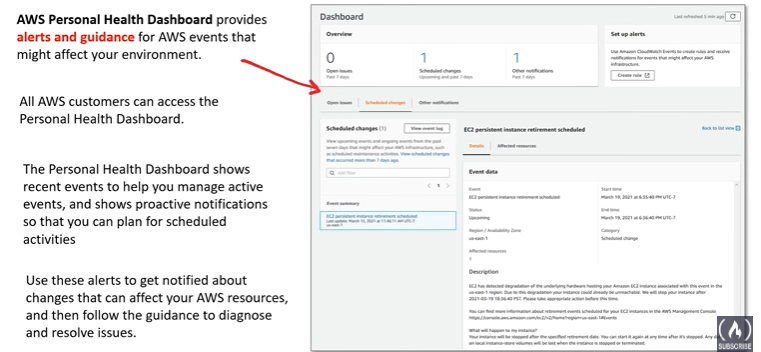 AWS Personal Health Dashboard provides
alerts and guidance for AWS events that
might affect your environment.
All AWS customers can access the
Personal Health Dashboard.
The Personal Health Dashboard shows
recent events to help you manage active
events, and shows proactive notifications
so that you can plan for scheduled
activities
Use these alerts to get notified about
changes that can affect your AWS resources,
and then follow the guidance to diagnose
and resolve issues.
Dashboard
Last refreshed 5 min ago
Overview
0
Open issues
Past 7-days
1
Scheduled changes
Upcoming and past 7 days
1
Other notifications
Past 7-days
Set up alerts
Use Amazon CloudWatch Events to create rules and receive
notifications for events that might affect your AWS
infrastructure.
Create rule
Open issues
Scheduled changes
Other notifications
Scheduled changes (1)
View event log
View upcoming events and ongoing events from the past
seven days that might affect your AWS infrastructure, such
as scheduled maintenance activities. View scheduled changes
that occurred more than 7 days ago.
Add filter
1
Event summary
EC2 persistent instance retirement scheduled
us-east-1
EC2 persistent instance retirement scheduled
Back to list view
Details
Affected resources
Event data
Event
EC2 persistent instance retirement scheduled
Status
Upcoming
Region / Availability Zone
us-east-1
Affected resources
1
Start time
March 19, 2021 at 6:55:40 PM UTC-7
End time
March 19, 2021 at 6:56:40 PM UTC-7
Category
Scheduled change
Description
EC2 has detected degradation of the underlying hardware hosting your Amazon EC2 instance associated with this event in the
us-east-1 region. Due to this degradation your instance could already be unreachable. We will stop your instance after
2021-03-19 18:56:40 PST. Please take appropriate action before this time.
You can find more information about retirement events scheduled for your EC2 instances in the AWS Management Console
https://console.aws.amazon.com/ec2/v2/home?region=us-east-1#Events
What will happen to my instance?
Your instance will be stopped after the specified retirement date. You can start it again at any time after it's stopped. Any
on local instance-store volumes will be lost when the instance is stopped or terminated.
SUBSCRIBE